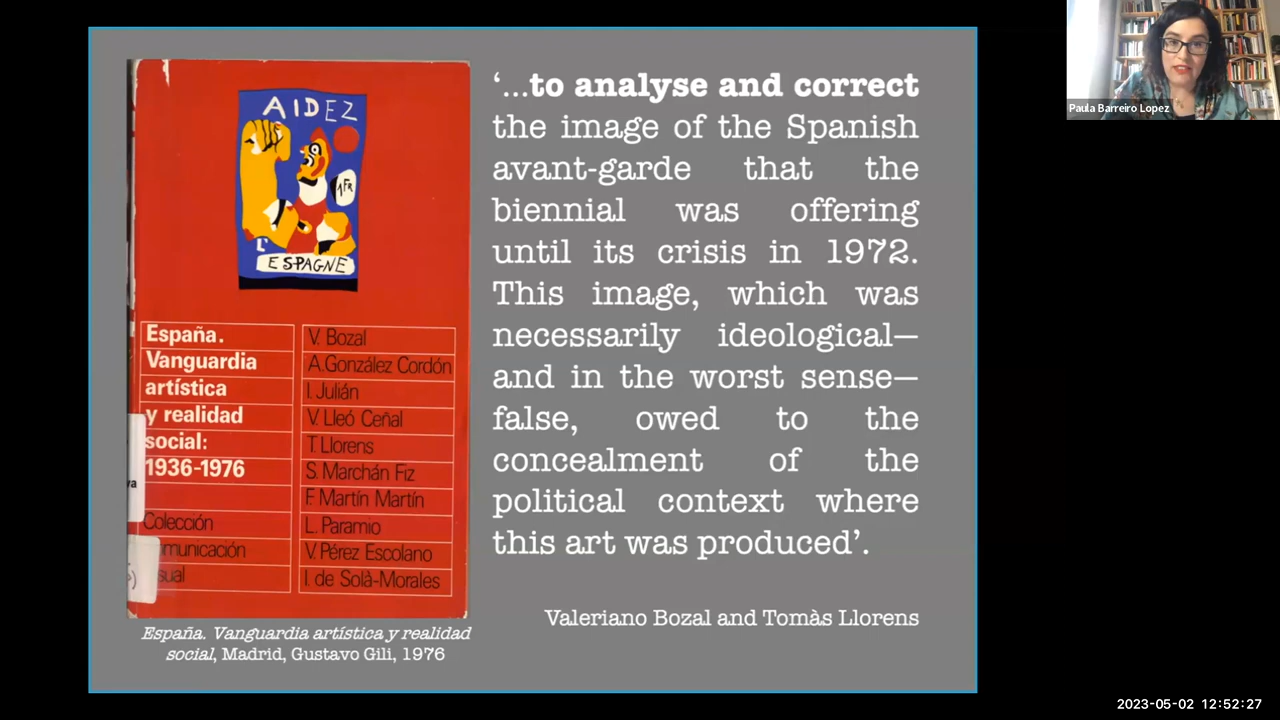 AIDEZ
1FR
L'
ESPAGNE
España.
Vanguardia
artística
y realidad
social:
1936-1976
Colección
V. Bozal
A.González Cordón
I. Julián
V. Lleó Ceñal
T. Llorens
S. Marchán Fiz
F. Martín Martín
L. Paramio
V. Pérez Escolano
I. de Solà-Morales
España. Vanguardia artística y realidad
social, Madrid, Gustavo Gili, 1976
‘...to analyse and correct
the image of the Spanish
avant-garde that the
biennial was offering
until its crisis in 1972.
This image, which was
necessarily ideological—
and in the worst sense—
false, owed to the
concealment of the
political context where
this art was produced’.
Valeriano Bozal and Tomàs Llorens
Paula Barreiro Lopez
2023-05-02 12:52:27